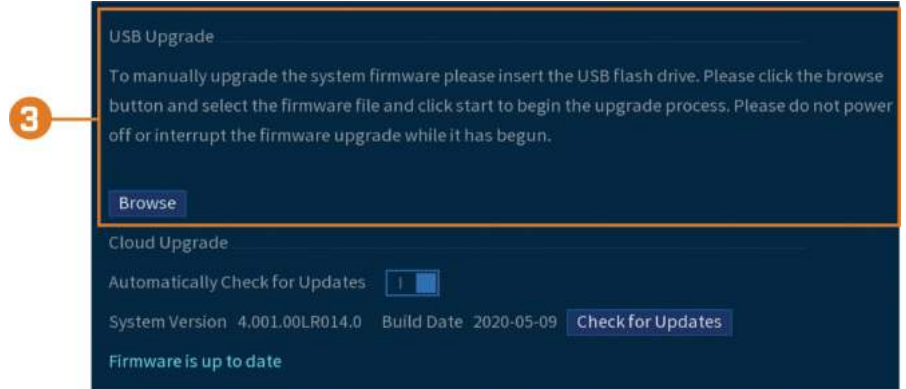 USB Upgrade
To manually upgrade the system firmware please insert the USB flash drive. Please click the browse
button and select the firmware file and click start to begin the upgrade process. Please do not power
3
off or interrupt the firmware upgrade while it has begun.
Browse
Cloud Upgrade
Automatically Check for Updates
System Version 4.001.00LR014.0 Build Date 2020-05-09 Check for Updates
Firmware is up to date